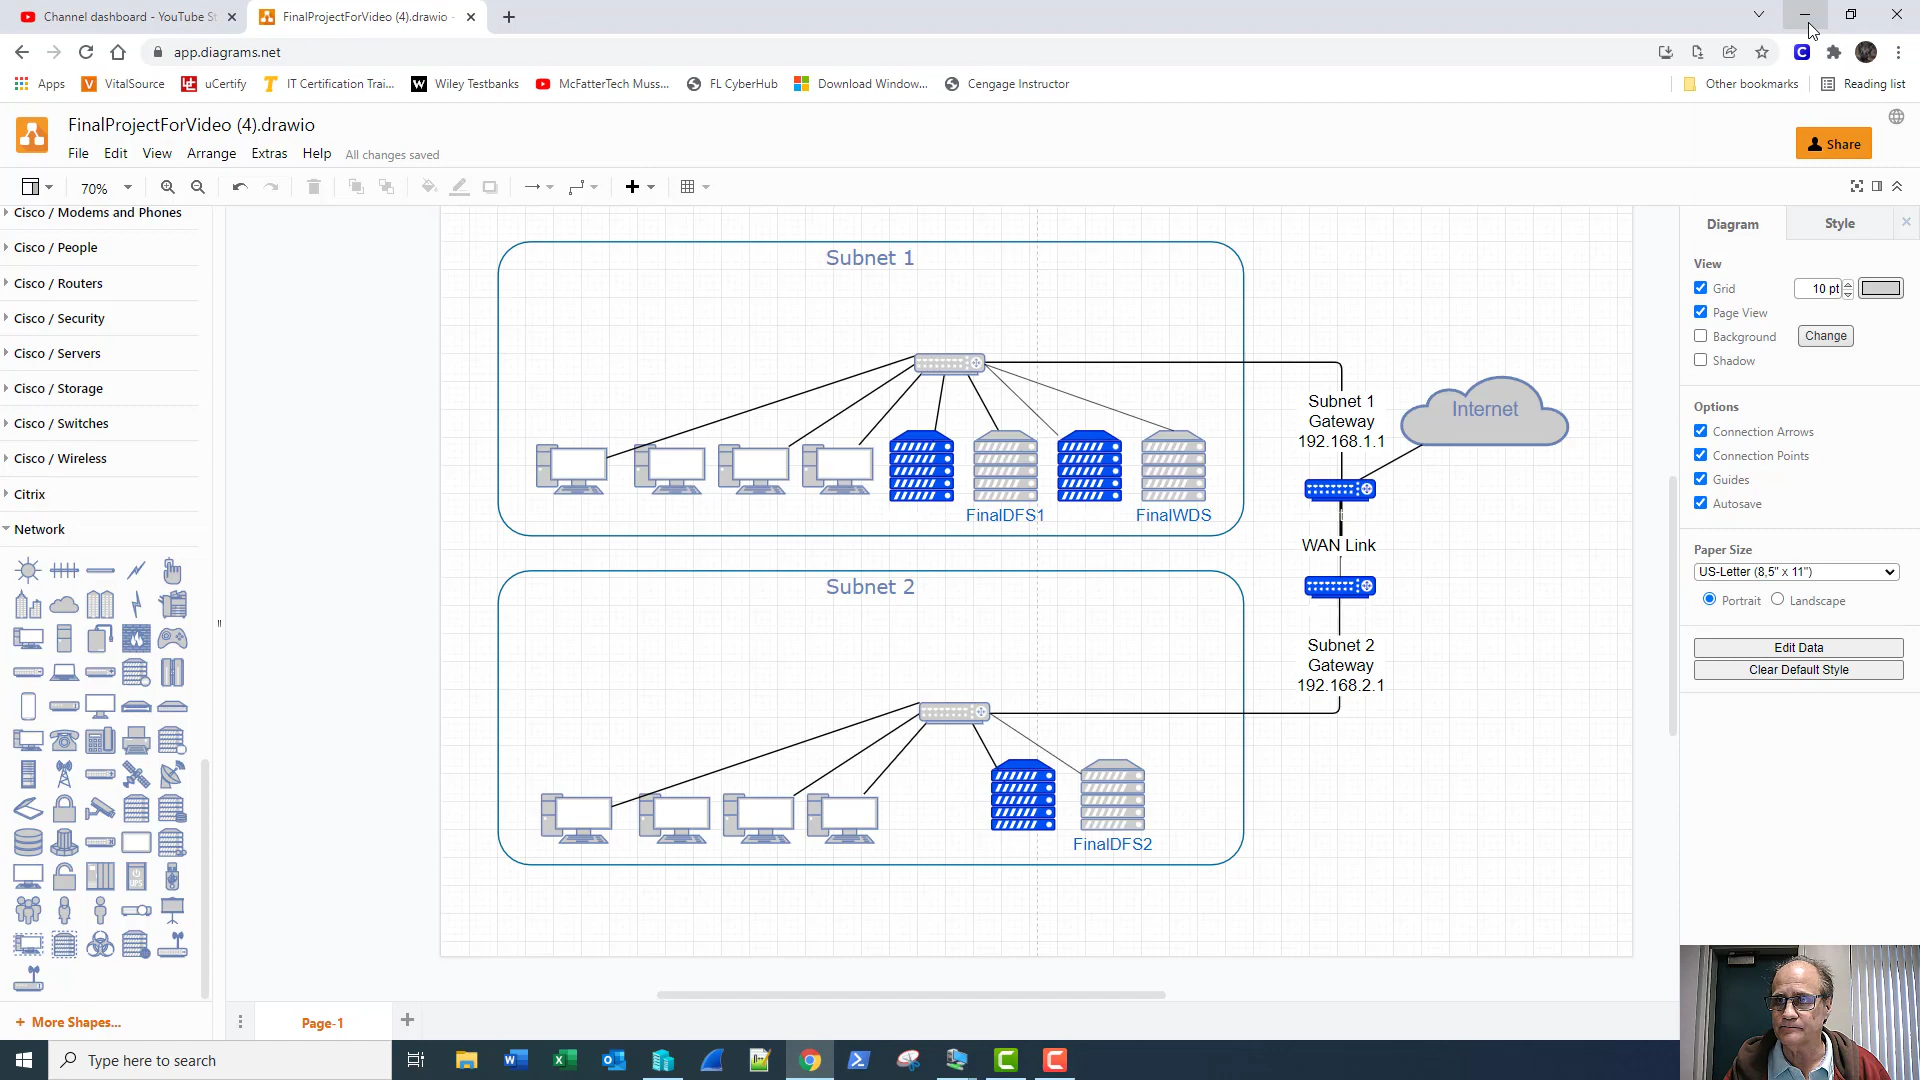 Channel dashboard - YouTube St
FinalProjectForVideo (4).drawio -
app.diagrams.net
Apps
VitalSource
uCertify
IT Certification Trai...
Wiley Testbanks
McFatterTech Muss...
FL CyberHub
Download Window...
Cengage Instructor
Other bookmarks
Reading list
FinalProjectForVideo (4).drawio
File
Edit
View
Arrange
Extras
Help
All changes saved
Share
70%
Cisco / Modems and Phones
Cisco / People
Cisco / Routers
Cisco / Security
Cisco / Servers
Cisco / Storage
Cisco / Switches
Cisco / Wireless
Citrix
Network
+ More Shapes...
Subnet 1
FinalDFS1
FinalWDS
Subnet 1
Gateway
192.168.1.1
Internet
WAN Link
Subnet 2
Gateway
192.168.2.1
Subnet 2
FinalDFS2
Diagram
Style
View
Grid
10 pt
Page View
Background
Change
Shadow
Options
Connection Arrows
Connection Points
Guides
Autosave
Paper Size
US-Letter (8,5" x 11")
Portrait
Landscape
Edit Data
Clear Default Style
Page-1
Type here to search